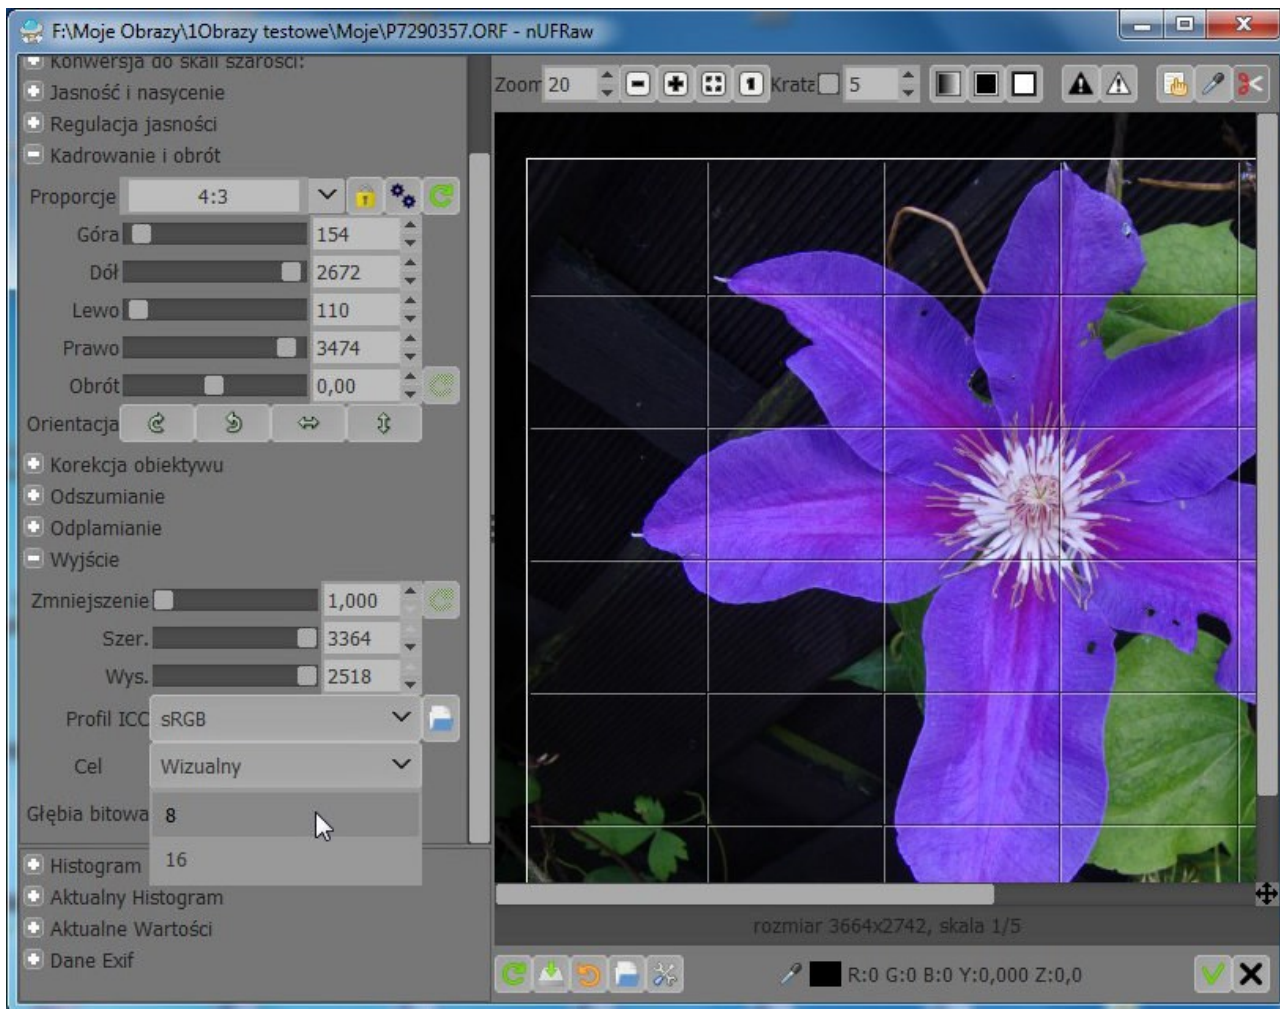 F:\Moje Obrazy\1Obrazy testowe\Moje\P7290357.ORF - nUFRaw
Konwersja do skali szarości:
Jasność i nasycenie
Regulacja jasności
Kadrowanie i obrót
Proporcje 4:3
Góra 154
Dół 2672
Lewo 110
Prawo 3474
Obrót 0,00
Orientacja
Korekcja obiektywu
Odszumianie
Odplamianie
Wyjście
Zmniejszenie 1,000
Szer. 3364
Wys. 2518
Profil ICC sRGB
Cel Wizualny
Głębia bitowa 8
16
Histogram
Aktualny Histogram
Aktualne Wartości
Dane Exif
Zoom 20 1 Krata 5
rozmiar 3664x2742, skala 1/5
R:0 G:0 B:0 Y:0,000 Z:0,0